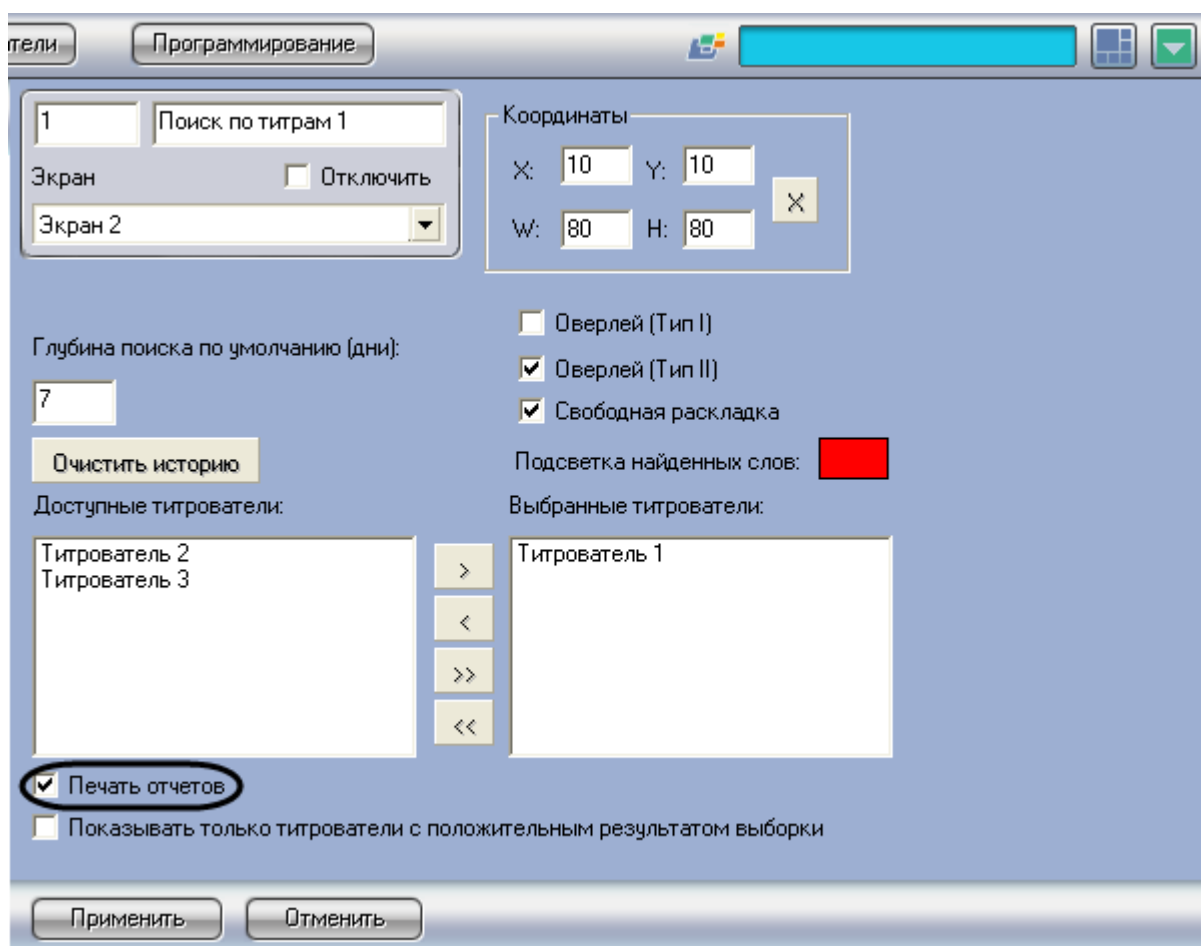 тели
Программирование
1
Поиск по титрам 1
Экран
Отключить
Экран 2
Координаты
X: 10 Y: 10
X
W: 80 H: 80
Оверлей (Тип I)
Глубина поиска по умолчанию (дни):
Оверлей (Тип II)
7
Свободная раскладка
Очистить историю
Подсветка найденных слов:
Доступные титрователи:
Выбранные титрователи:
Титрователь 2
Титрователь 3
>
<
>>
<<
Титрователь 1
Печать отчетов
Показывать только титрователи с положительным результатом выборки
Применить
Отменить